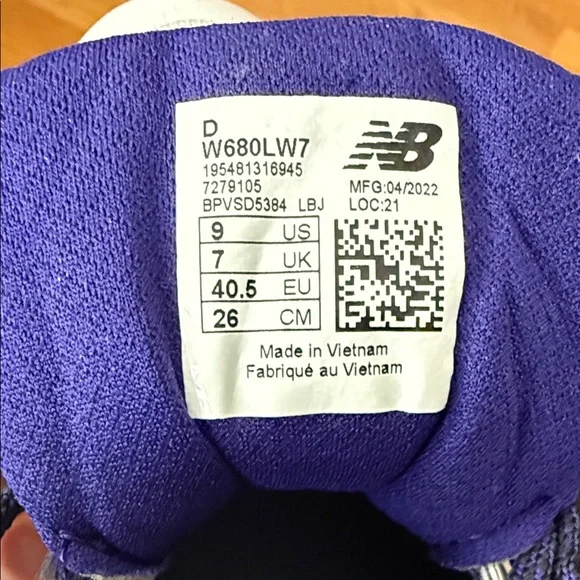 D
W680LW7
195481316945
7279105
BPVSD5384 LBJ
NB
MFG:04/2022
LOC:21
9 US
7 UK
40.5 EU
26 CM
Made in Vietnam
Fabriqué au Vietnam